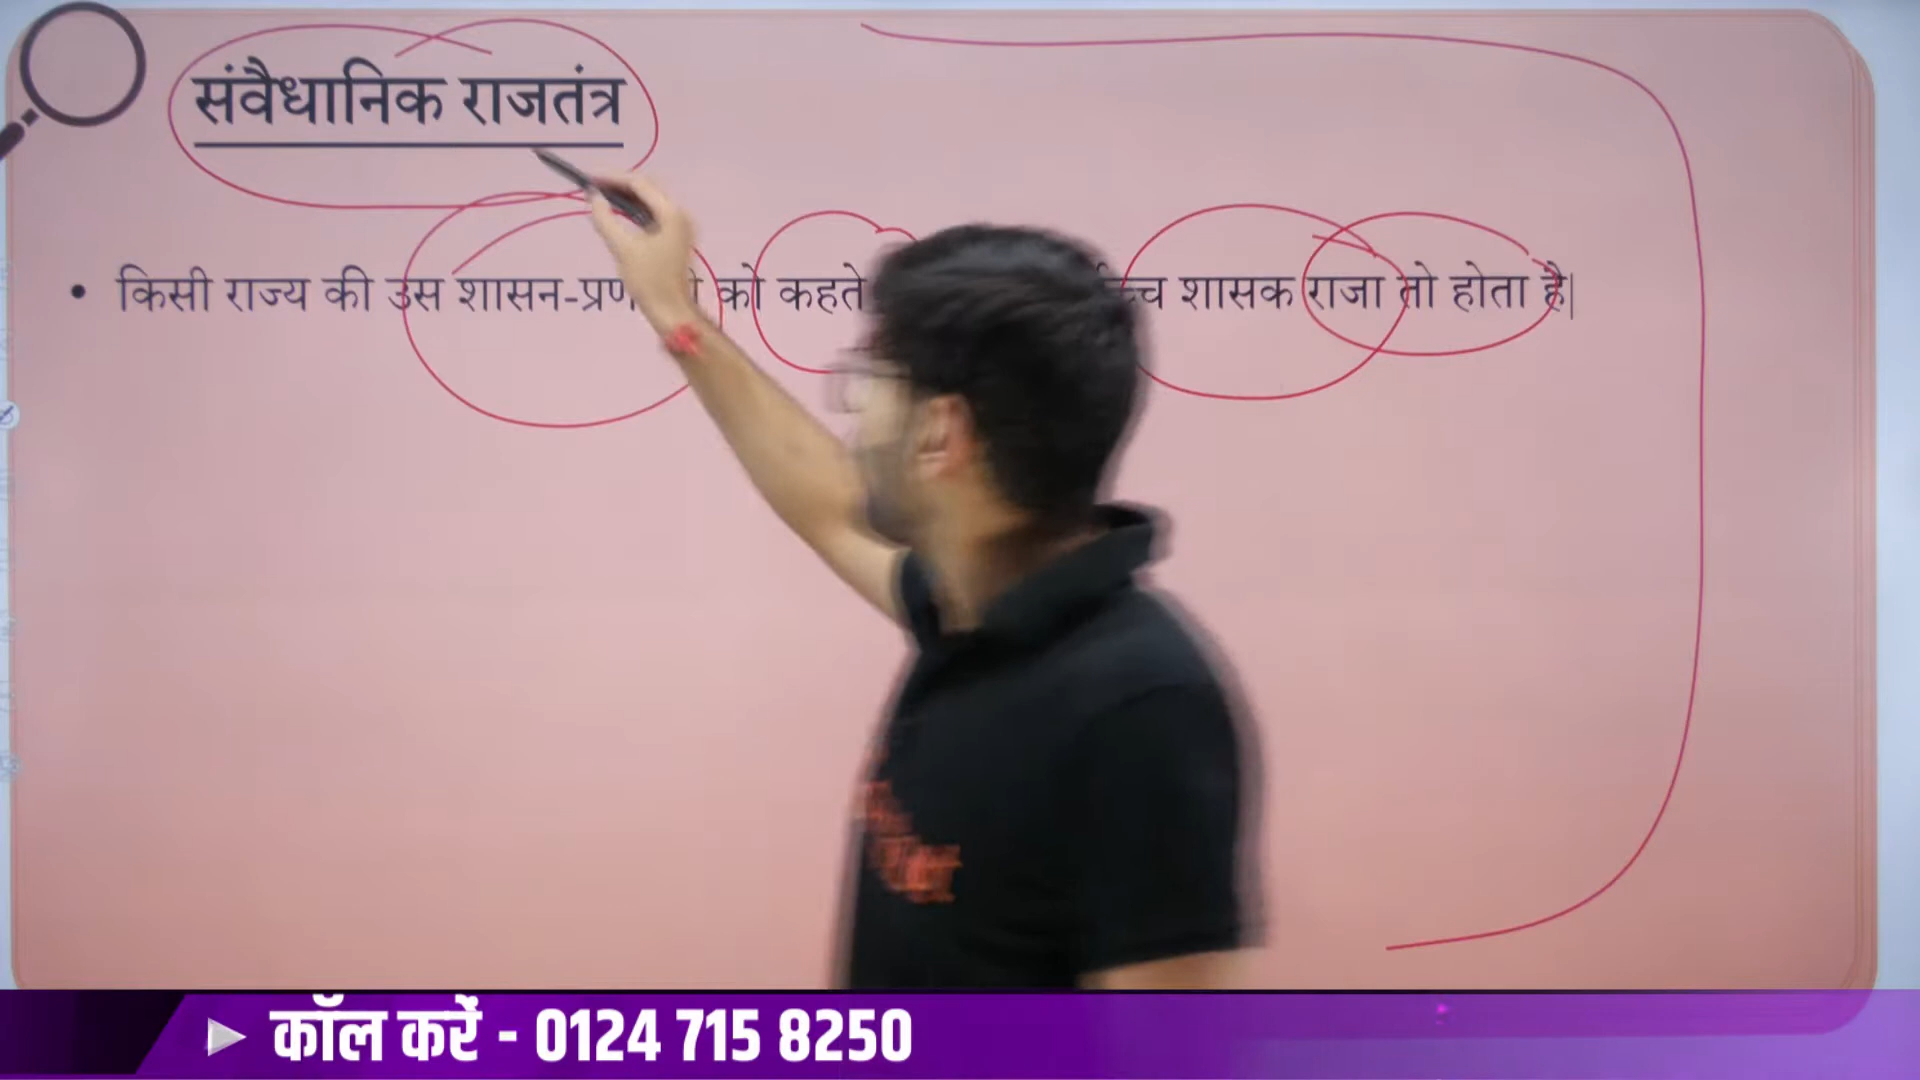 संवैधानिक राजतंत्र
• किसी राज्य की उस शासन-प्रणाली को कहते शासक राजा तो होता है|
कॉल करें - 0124 715 8250